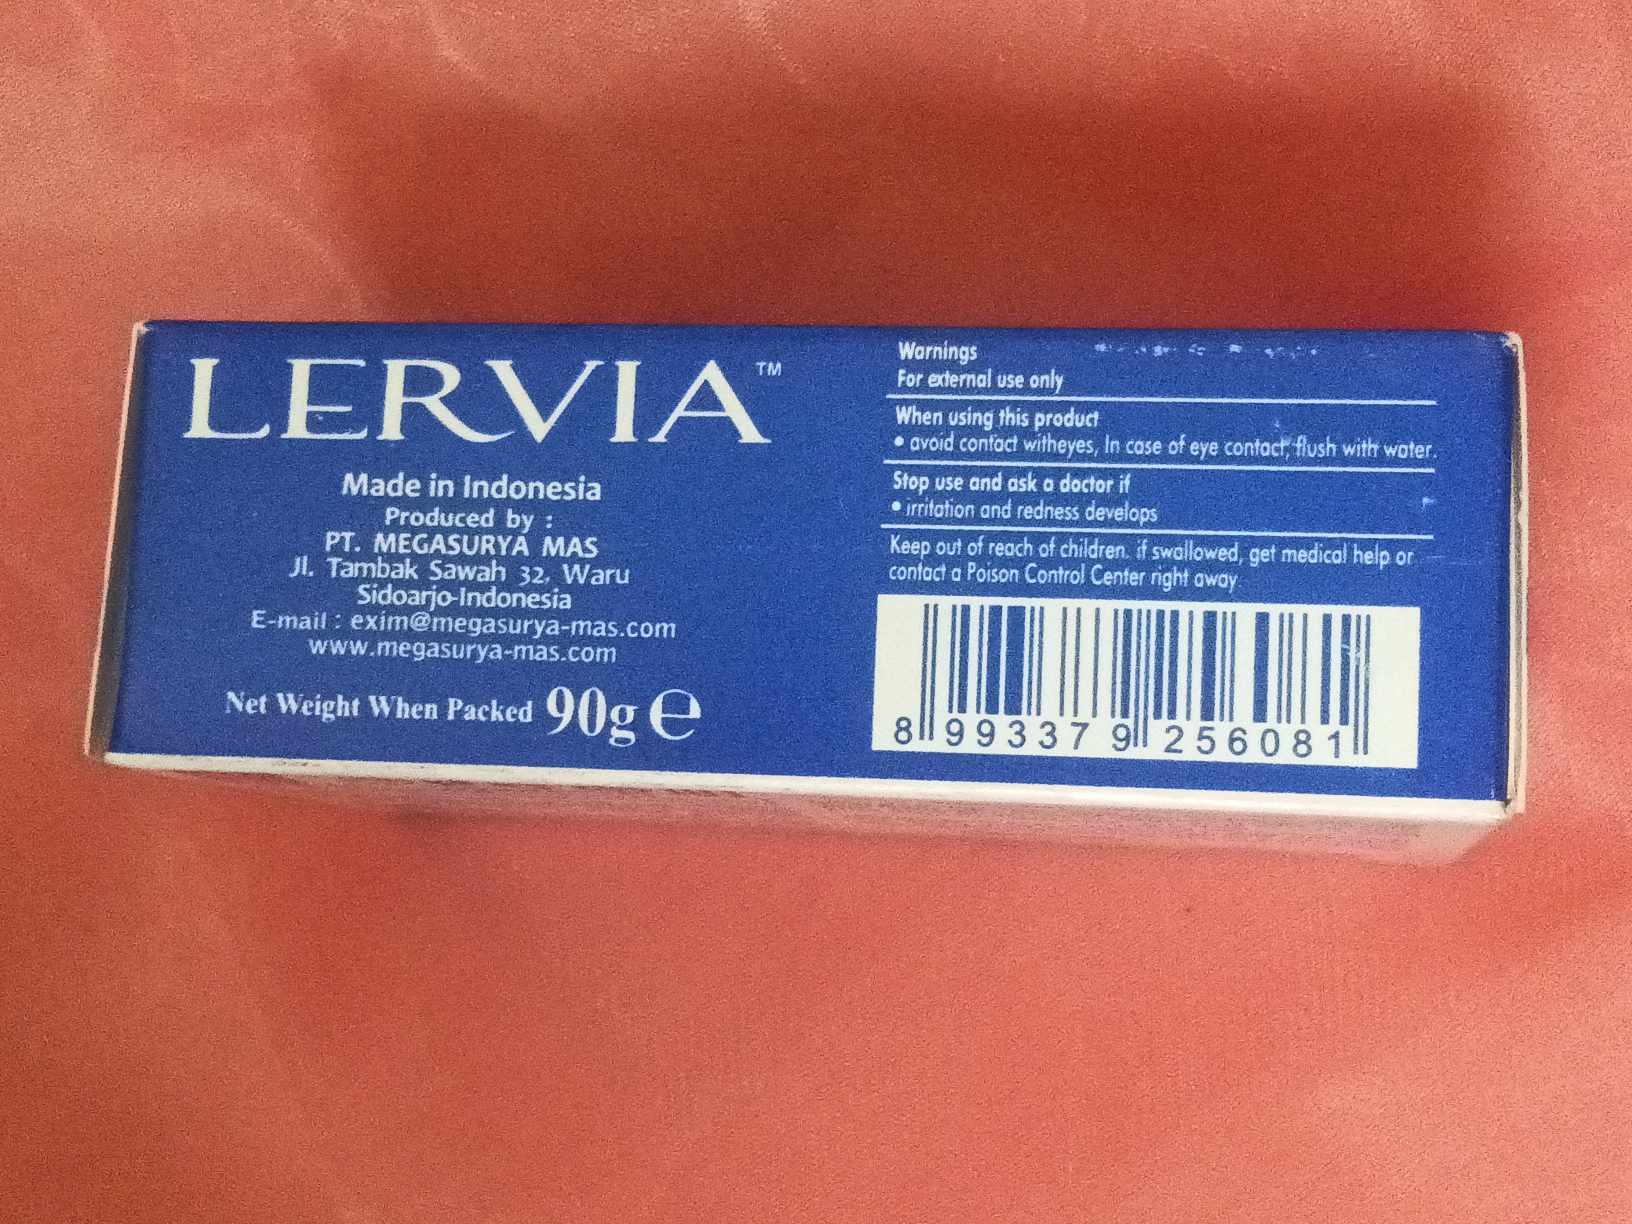 LERVIA™
Made in Indonesia
Produced by :
PT. MEGASURYA MAS
Jl. Tambak Sawah 32, Waru
Sidoarjo-Indonesia
E-mail : exim@megasurya-mas.com
www.megasurya-mas.com
Net Weight When Packed 90g ℮
Warnings
For external use only
When using this product
• avoid contact witheyes, In case of eye contact, flush with water.
Stop use and ask a doctor if
• irritation and redness develops
Keep out of reach of children. if swallowed, get medical help or
contact a Poison Control Center right away
8 993379 256081